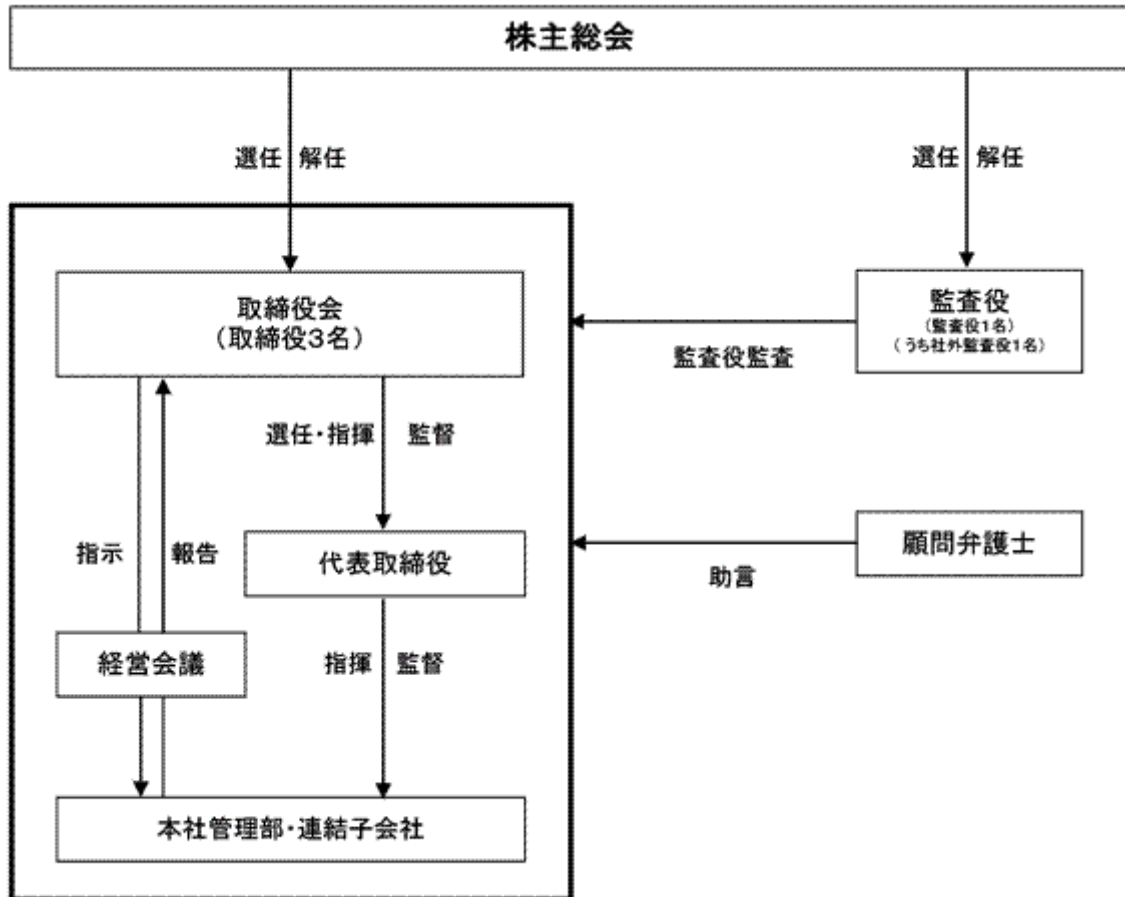 株主総会
選任 解任
選任 解任
取締役会
（取締役３名）
監査役
（監査役１名）
（うち社外監査役１名）
監査役監査
選任・指揮 監督
指示 報告
代表取締役
顧問弁護士
助言
経営会議
指揮 監督
本社管理部・連結子会社